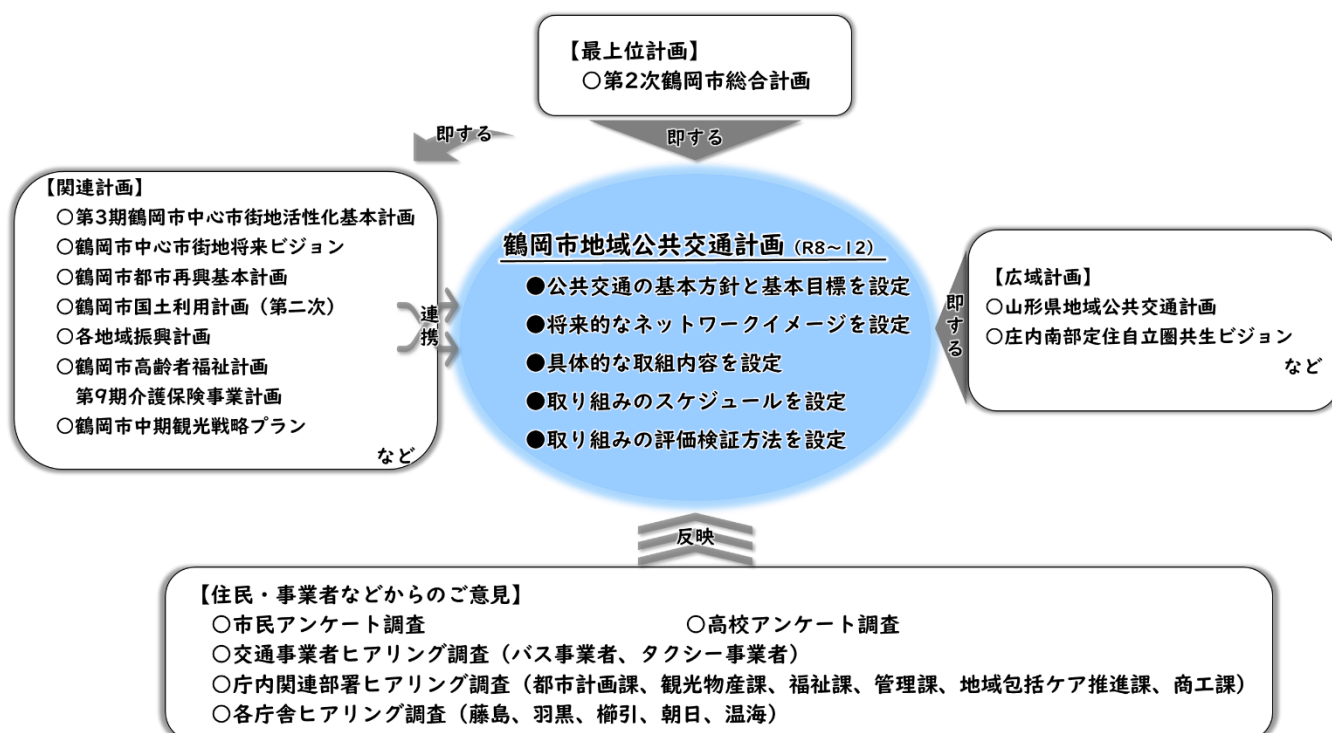 【最上位計画】
○第2次鶴岡市総合計画
即する
即する
【関連計画】
○第3期鶴岡市中心市街地活性化基本計画
○鶴岡市中心市街地将来ビジョン
○鶴岡市都市再興基本計画
○鶴岡市国土利用計画（第二次）
○各地域振興計画
○鶴岡市高齢者福祉計画
第9期介護保険事業計画
○鶴岡市中期観光戦略プラン
など
連携
鶴岡市地域公共交通計画（R8～12）
●公共交通の基本方針と基本目標を設定
●将来的なネットワークイメージを設定
●具体的な取組内容を設定
●取り組みのスケジュールを設定
●取り組みの評価検証方法を設定
即する
【広域計画】
○山形県地域公共交通計画
○庄内南部定住自立圏共生ビジョン
など
反映
【住民・事業者などからのご意見】
○市民アンケート調査 ○高校アンケート調査
○交通事業者ヒアリング調査（バス事業者、タクシー事業者）
○庁内関連部署ヒアリング調査（都市計画課、観光物産課、福祉課、管理課、地域包括ケア推進課、商工課）
○各庁舎ヒアリング調査（藤島、羽黒、櫛引、朝日、温海）